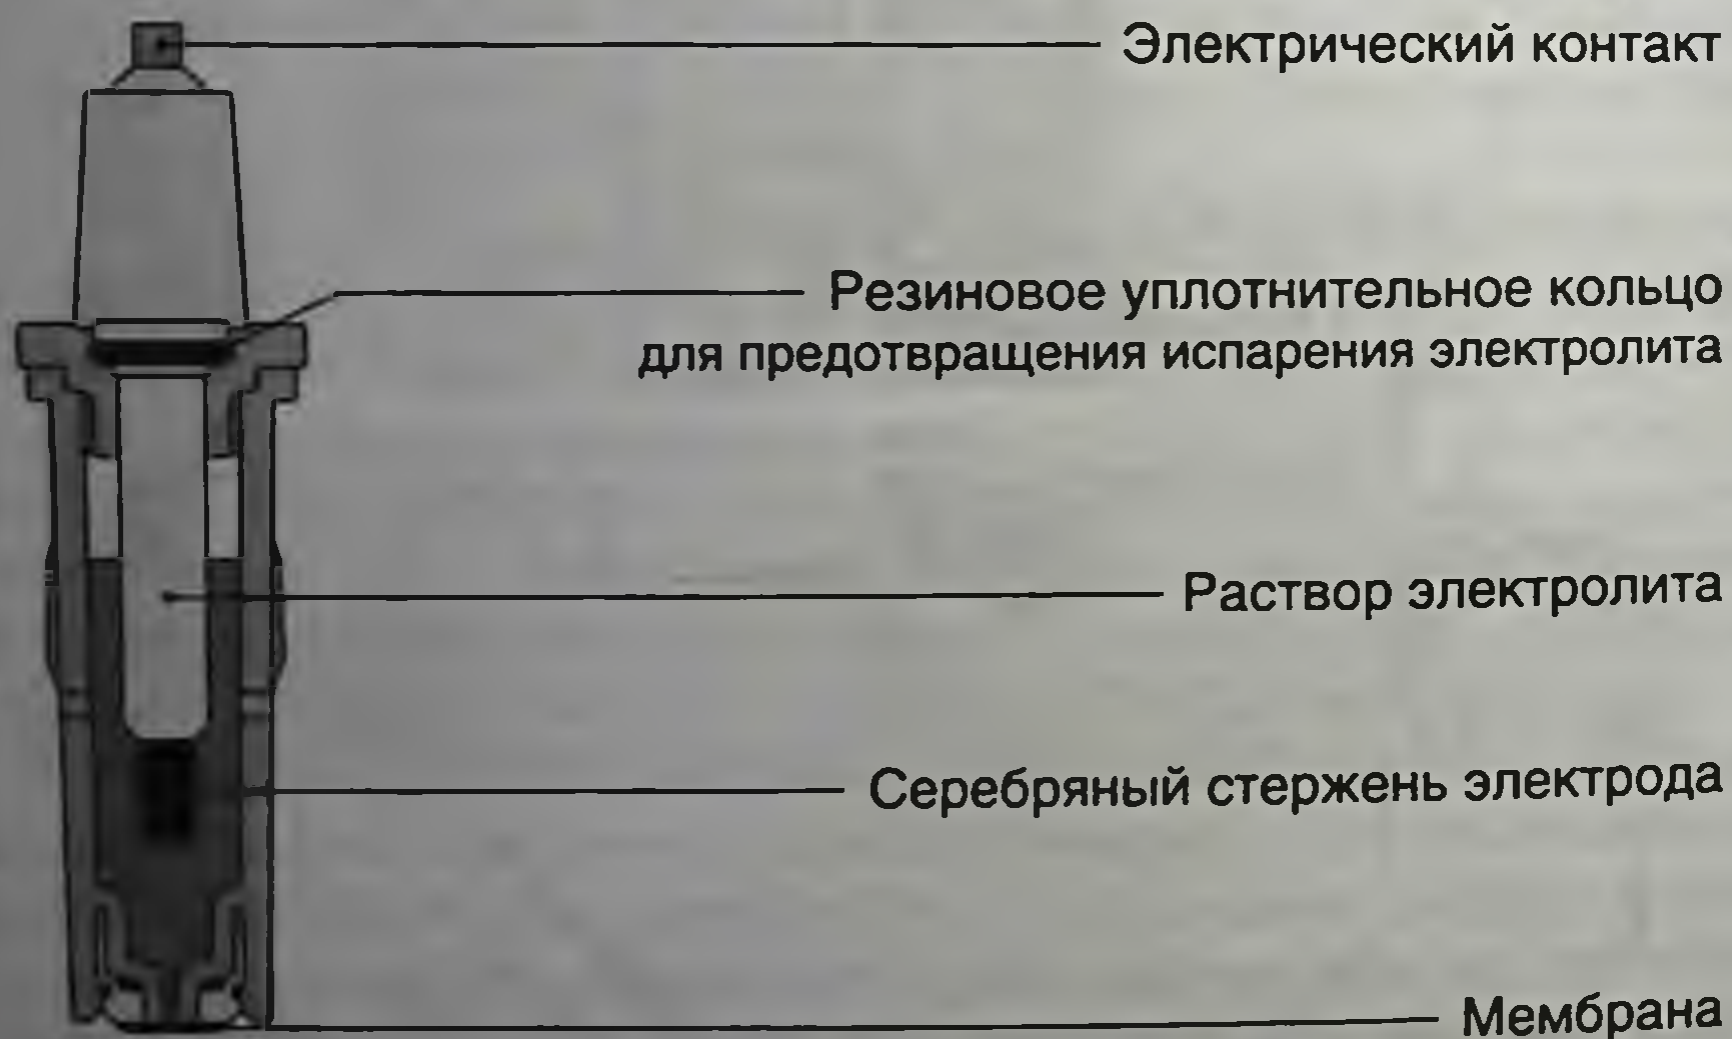 Электрический контакт
Резиновое уплотнительное кольцо
для предотвращения испарения электролита
Раствор электролита
Серебряный стержень электрода
Мембрана